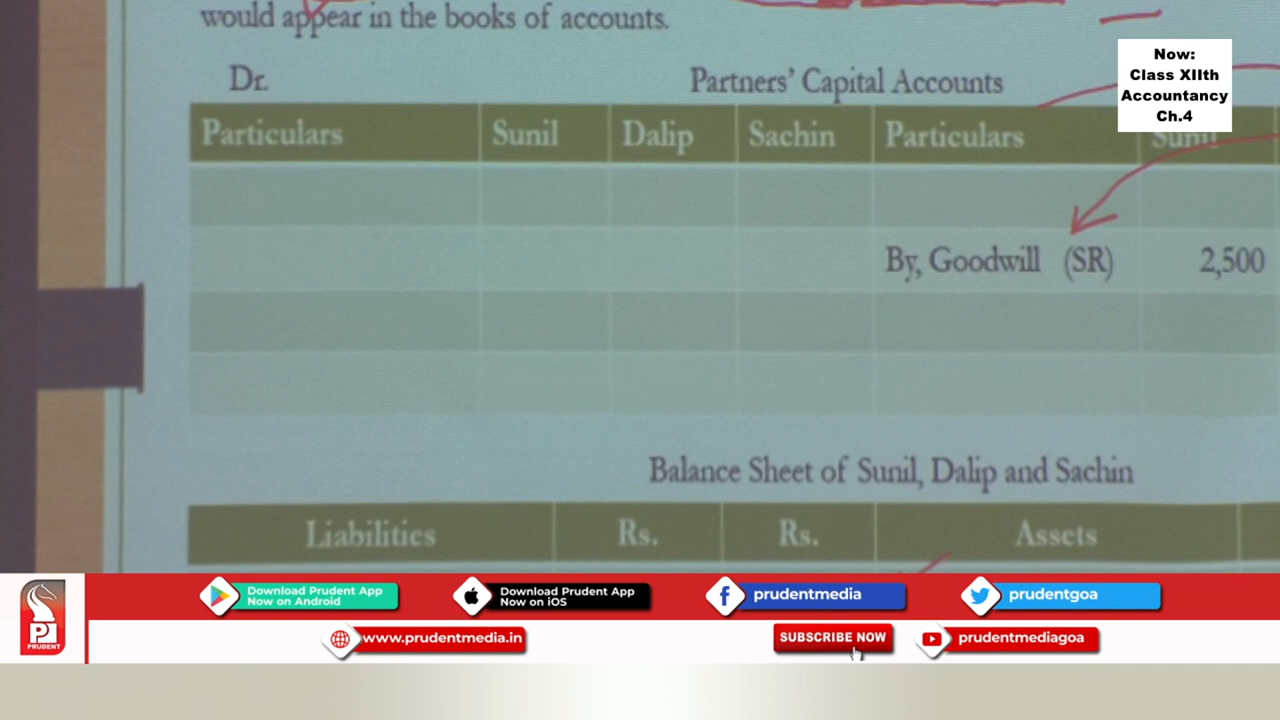 would appear in the books of accounts.
Now:
Class XIIth
Accountancy
Ch.4
Dr. Partners' Capital Accounts
Particulars Sunil Dalip Sachin Particulars Sunil
By, Goodwill (SR) 2,500
Balance Sheet of Sunil, Dalip and Sachin
Liabilities Rs. Rs. Assets
Download Prudent App
Now on Android
Download Prudent App
Now on iOS
prudentmedia
prudentgoa
PRUDENT
www.prudentmedia.in
SUBSCRIBE NOW
prudentmediagoa